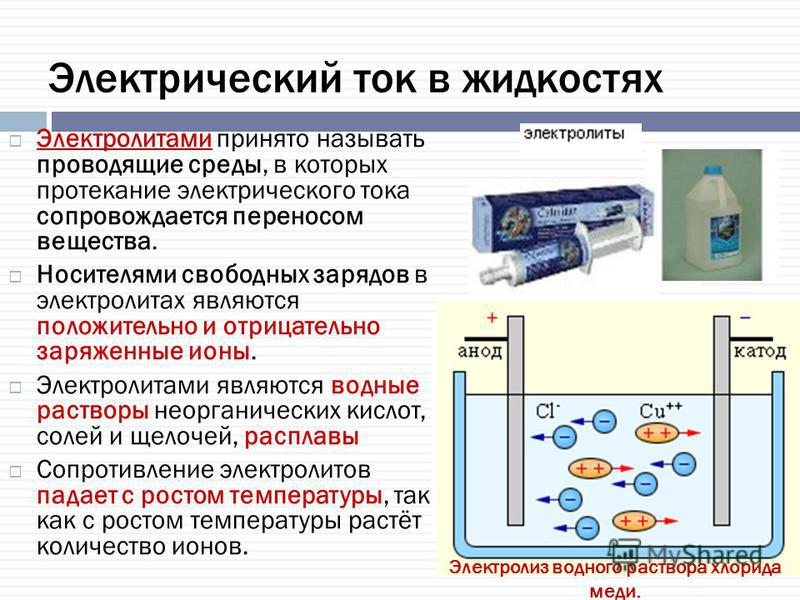 Электрический ток в жидкостях
Электролитами принято называть
проводящие среды, в которых
протекание электрического тока
сопровождается переносом
вещества.
Носителями свободных зарядов в
электролитах являются
положительно и отрицательно
заряженные ионы.
Электролитами являются водные
растворы неорганических кислот,
солей и щелочей, расплавы
Сопротивление электролитов
падает с ростом температуры, так
как с ростом температуры растёт
количество ионов.
электролиты
+ −
анод катод
Cl⁻ Cu⁺⁺
− + +
−
+ + −
− −
− + +
MyShared
Электролиз водного раствора хлорида
меди.